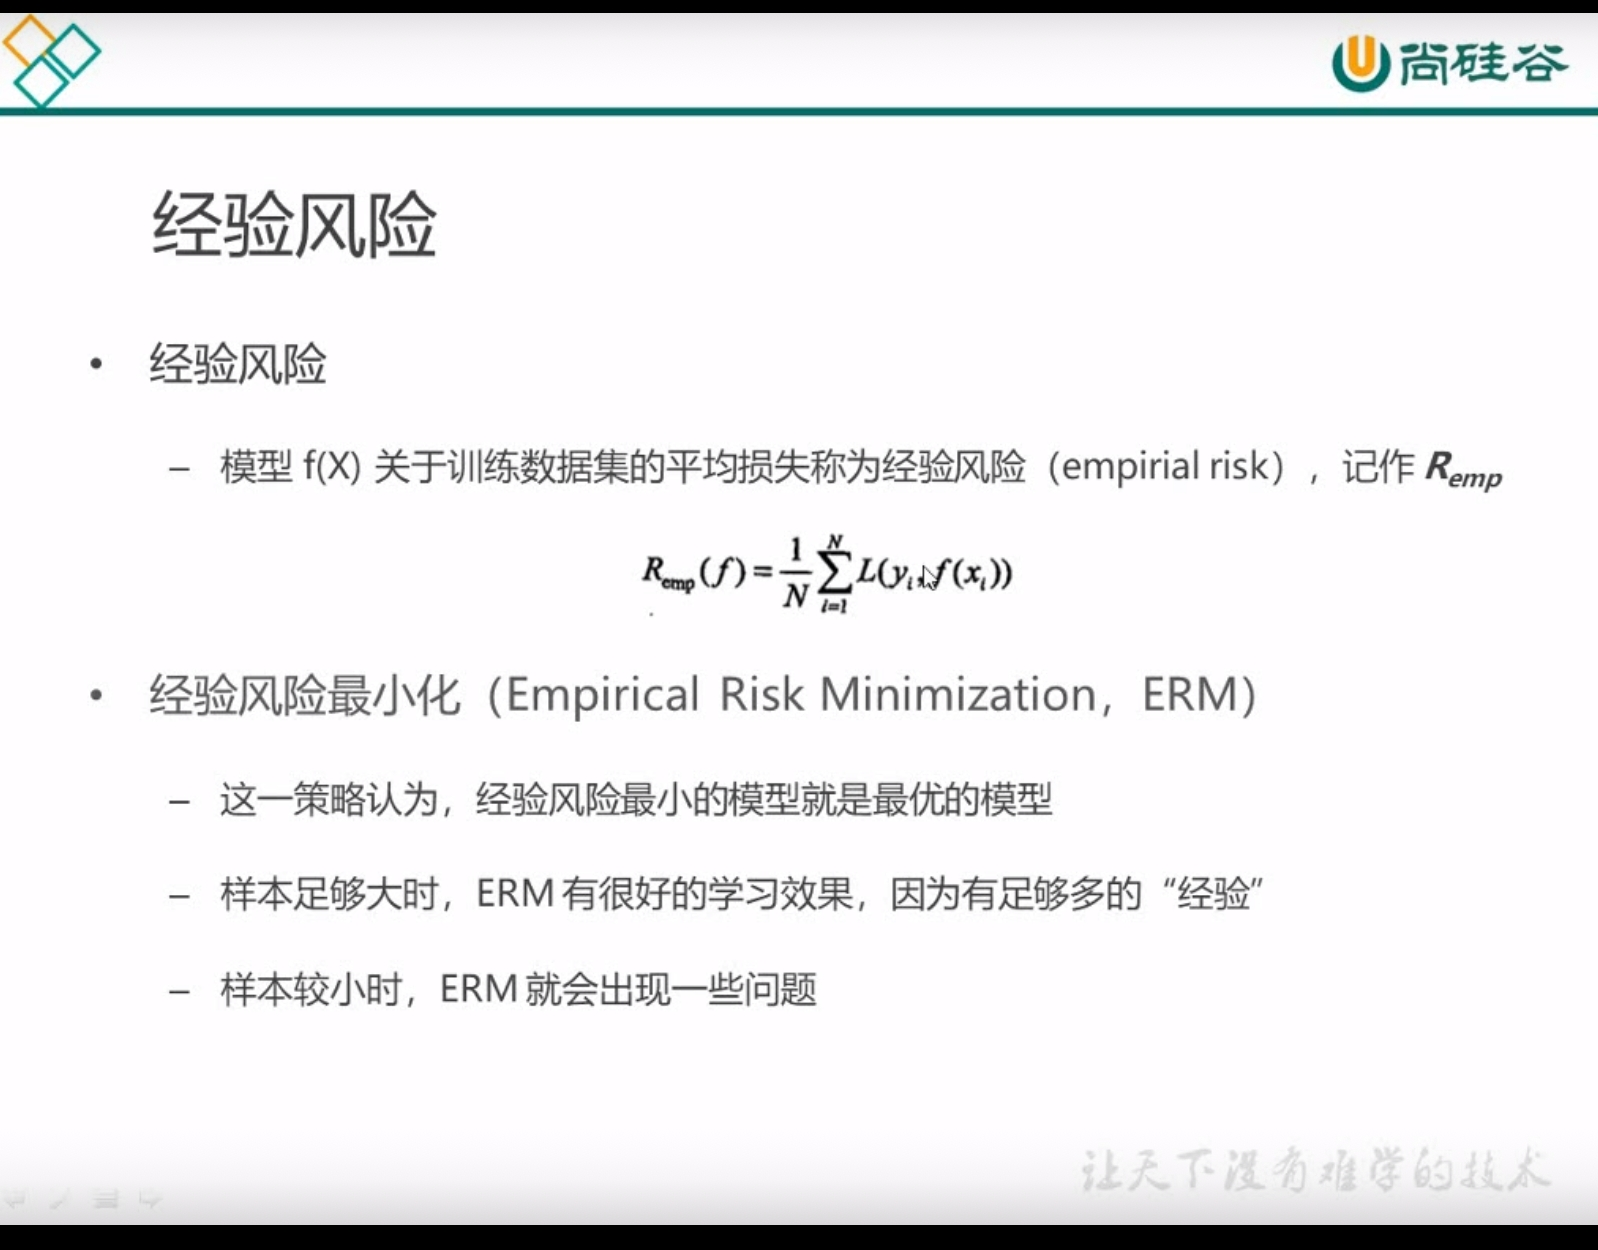 尚硅谷
经验风险
• 经验风险
– 模型 f(X) 关于训练数据集的平均损失称为经验风险（empirial risk），记作 R_emp
R_emp(f) = \frac{1}{N} \sum_{i=1}^{N} L(y_i, f(x_i))
• 经验风险最小化（Empirical Risk Minimization，ERM）
– 这一策略认为，经验风险最小的模型就是最优的模型
– 样本足够大时，ERM 有很好的学习效果，因为有足够多的“经验”
– 样本较小时，ERM 就会出现一些问题
让天下没有难学的技术